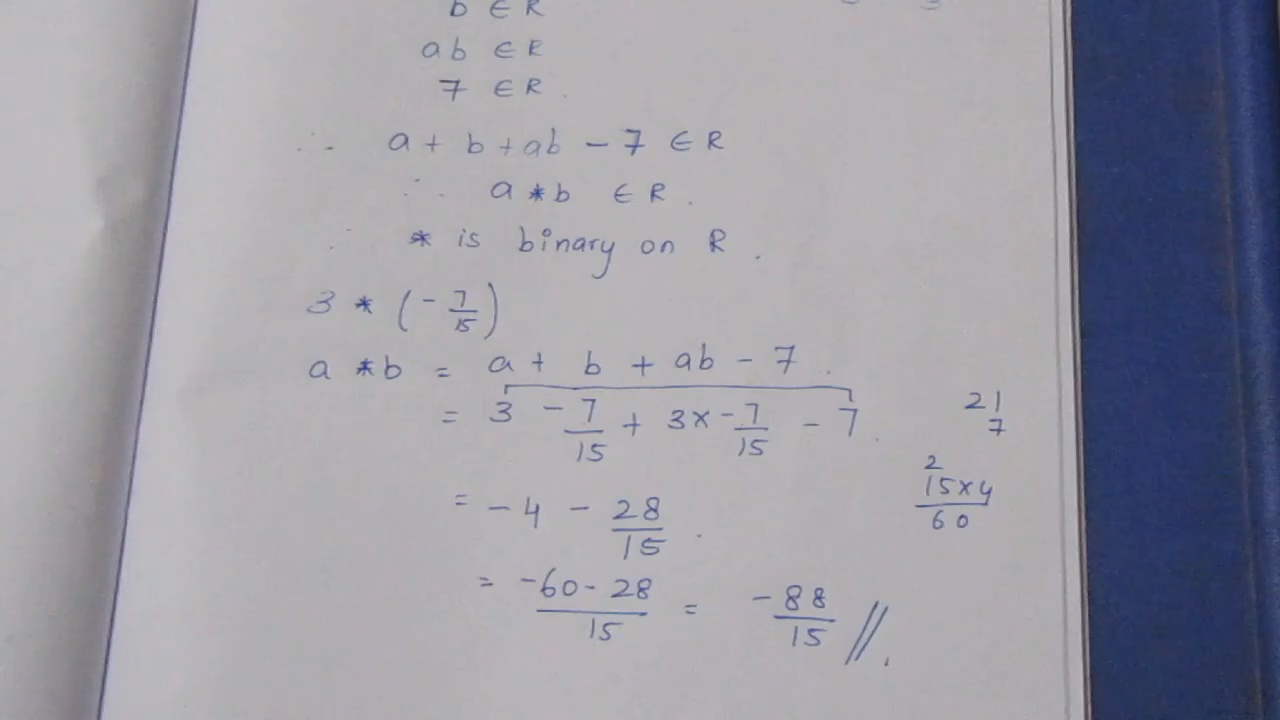 b ∈ R
ab ∈ R
7 ∈ R .
∴ a + b + ab - 7 ∈ R
∴ a * b ∈ R .
∴ * is binary on R .
3 * (- 7/15)
a * b = a + b + ab - 7 .
= 3 - 7/15 + 3 x - 7/15 - 7 .
21
7
= - 4 - 28/15 .
2
15 x 4
60
= -60 - 28/15 = -88/15 // .